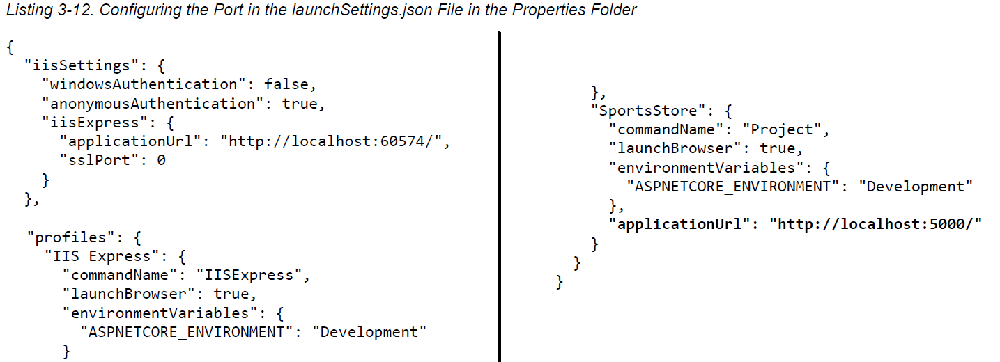 Listing 3-12. Configuring the Port in the launchSettings.json File in the Properties Folder
{
  "iisSettings": {
    "windowsAuthentication": false,
    "anonymousAuthentication": true,
    "iisExpress": {
      "applicationUrl": "http://localhost:60574/",
      "sslPort": 0
    }
  },
  "profiles": {
    "IIS Express": {
      "commandName": "IISExpress",
      "launchBrowser": true,
      "environmentVariables": {
        "ASPNETCORE_ENVIRONMENT": "Development"
      }
    },
    "SportsStore": {
      "commandName": "Project",
      "launchBrowser": true,
      "environmentVariables": {
        "ASPNETCORE_ENVIRONMENT": "Development"
      },
      "applicationUrl": "http://localhost:5000/"
    }
  }
}